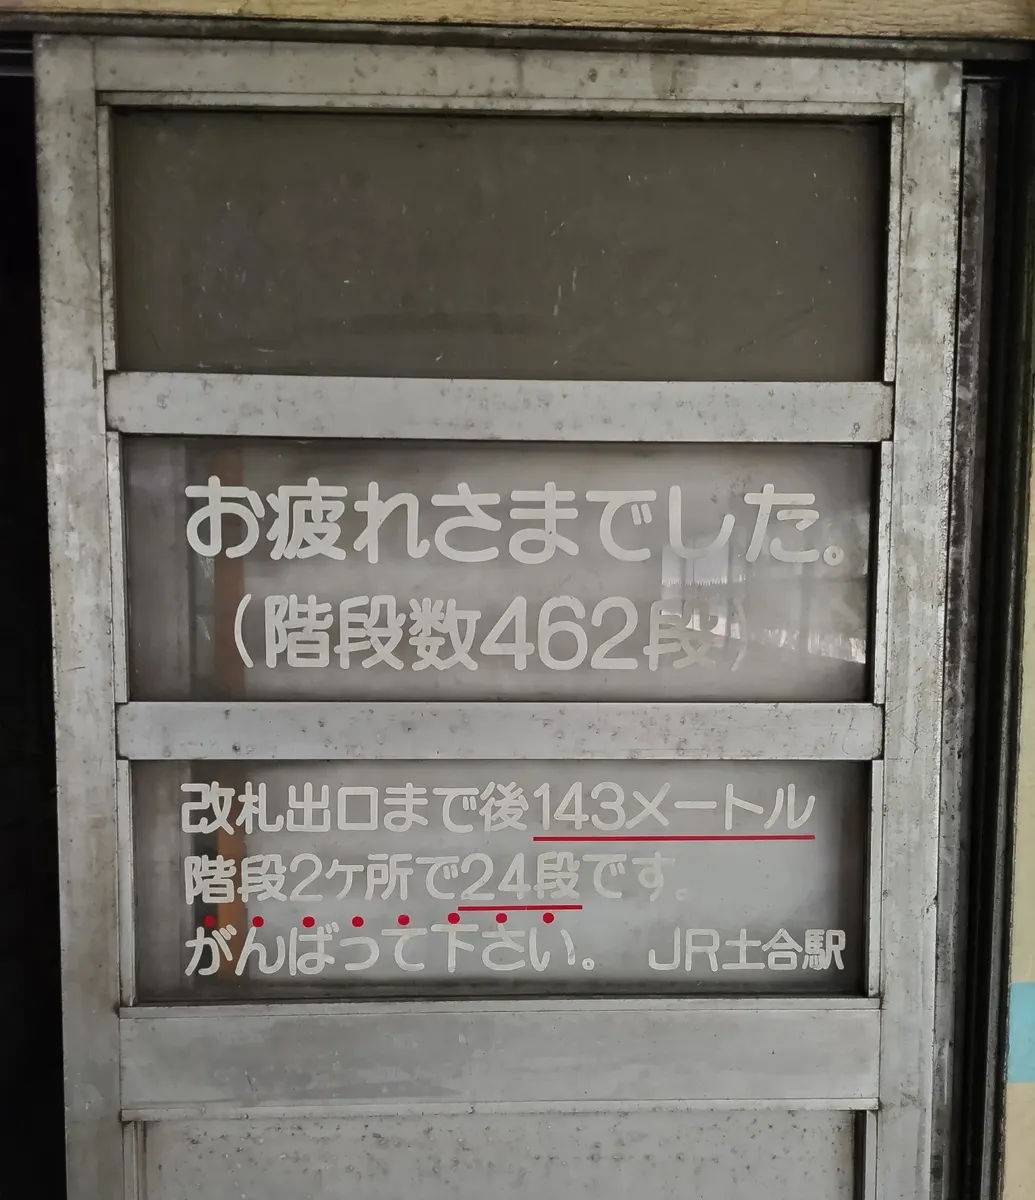 お疲れさまでした。
（階段数462段）
改札出口まで後143メートル
階段2ケ所で24段です。
がんばって下さい。 JR土合駅